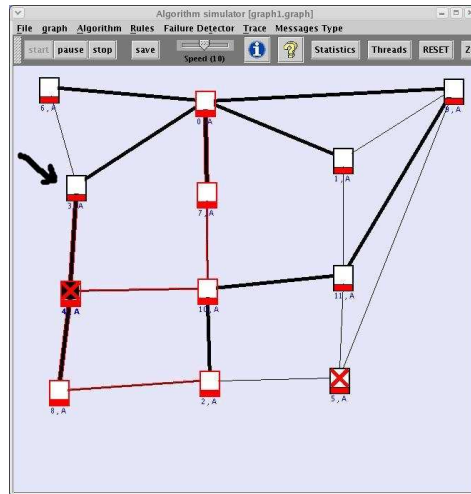 Algorithm simulator [graph1.graph]
File graph Algorithm Rules Failure Detector Trace Messages Type
start pause stop save Speed (10) Statistics Threads RESET Z
6 , A
0 , A
9 , A
3 , A
7 , A
1 , A
4 , A
10 , A
11 , A
8 , A
2 , A
5 , A